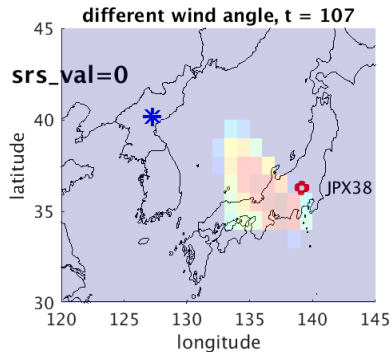 different wind angle, t = 107
45
srs_val=0
40
JPX38
35
30
120 125 130 135 140 145
latitude
longitude